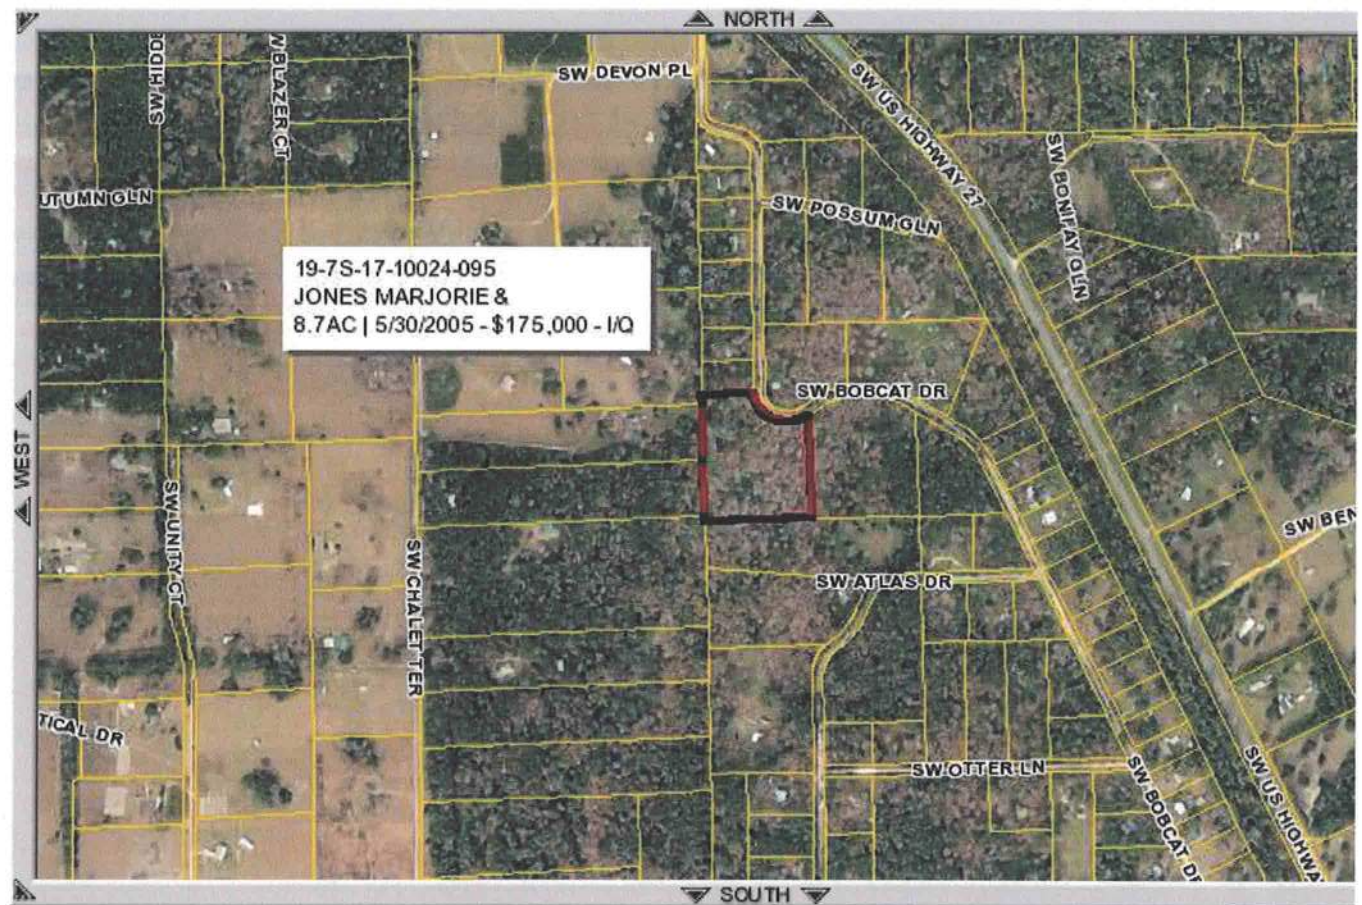 NORTH
SW DEVON PL
SW US HIGHWAY 27
SW HIDD
W BLAZER CT
SW BONIFAY GLN
UTUMN GLN
SW POSSUM GLN
19-7S-17-10024-095
JONES MARJORIE &
8.7AC | 5/30/2005 - $175,000 - I/Q
SW BOBCAT DR
WEST
SW UNITY CT
SW CHALET TER
SW BEN
SW ATLAS DR
TICAL DR
SW OTTER LN
SW BOBCAT DR
SW US HIGHWA
SOUTH